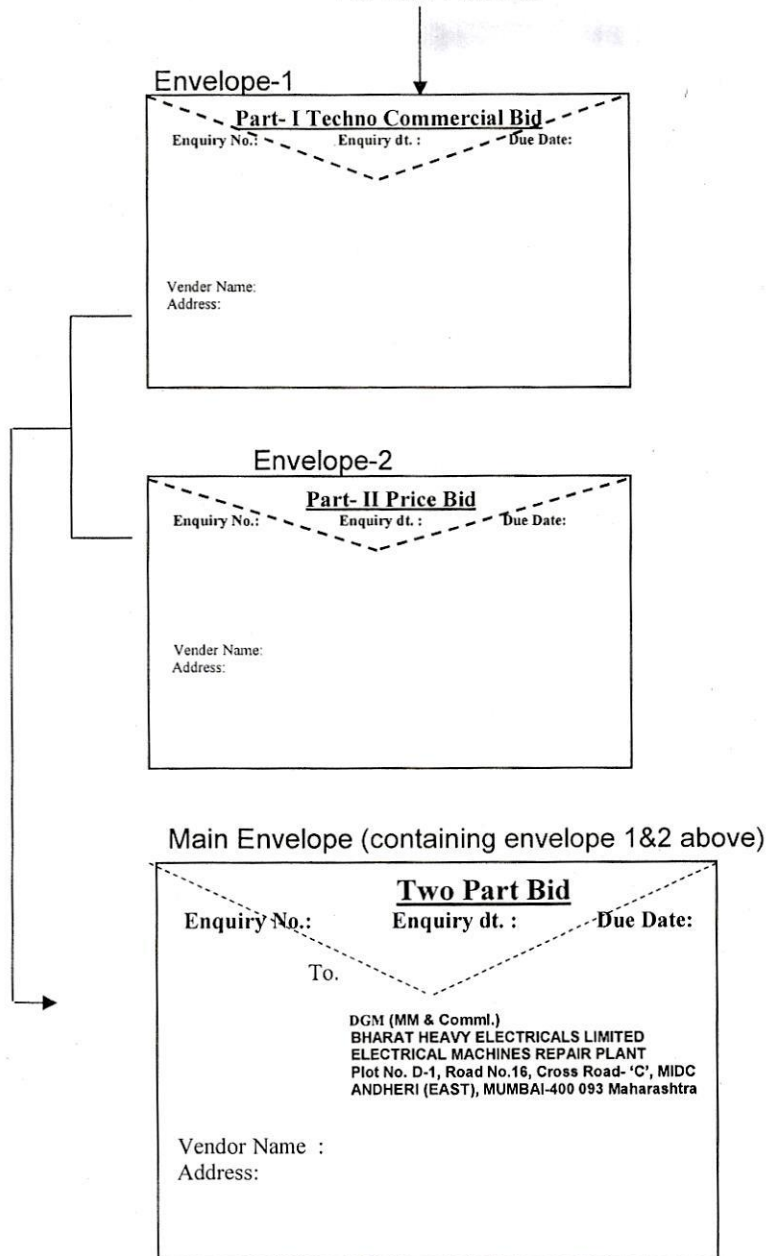 Envelope-1
Part- I Techno Commercial Bid
Enquiry No.: Enquiry dt. : Due Date:
Vender Name:
Address:
Envelope-2
Part- II Price Bid
Enquiry No.: Enquiry dt. : Due Date:
Vender Name:
Address:
Main Envelope (containing envelope 1&2 above)
Two Part Bid
Enquiry No.: Enquiry dt. : Due Date:
To.
DGM (MM & Comml.)
BHARAT HEAVY ELECTRICALS LIMITED
ELECTRICAL MACHINES REPAIR PLANT
Plot No. D-1, Road No.16, Cross Road- ‘C’, MIDC
ANDHERI (EAST), MUMBAI-400 093 Maharashtra
Vendor Name :
Address: